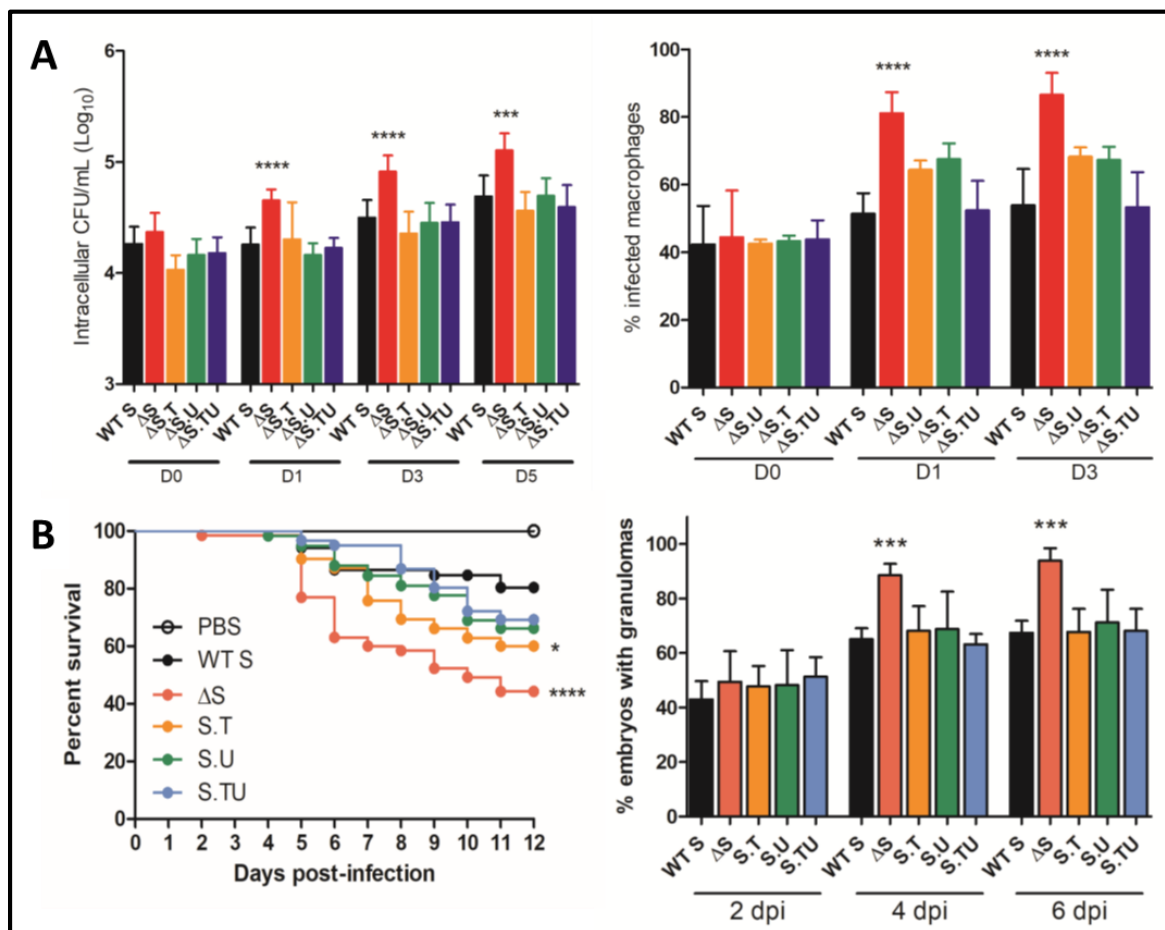 A
Intracellular CFU/mL (Log10)
6
5
4
3
**** **** ***
WT S ΔS ΔS.T ΔS.U ΔS.TU WT S ΔS ΔS.T ΔS.U ΔS.TU WT S ΔS ΔS.T ΔS.U ΔS.TU WT S ΔS ΔS.T ΔS.U ΔS.TU
D0 D1 D3 D5
% infected macrophages
100
80
60
40
20
0
**** ****
WT S ΔS ΔS.U ΔS.T ΔS.TU WT S ΔS ΔS.U ΔS.T ΔS.TU WT S ΔS ΔS.U ΔS.T ΔS.TU
D0 D1 D3
B
Percent survival
100
80
60
40
20
0
PBS
WT S
ΔS
S.T
S.U
S.TU
*
****
0 1 2 3 4 5 6 7 8 9 10 11 12
Days post-infection
% embryos with granulomas
100
80
60
40
20
0
*** ***
WT S ΔS S.T S.U S.TU WT S ΔS S.T S.U S.TU WT S ΔS S.T S.U S.TU
2 dpi 4 dpi 6 dpi